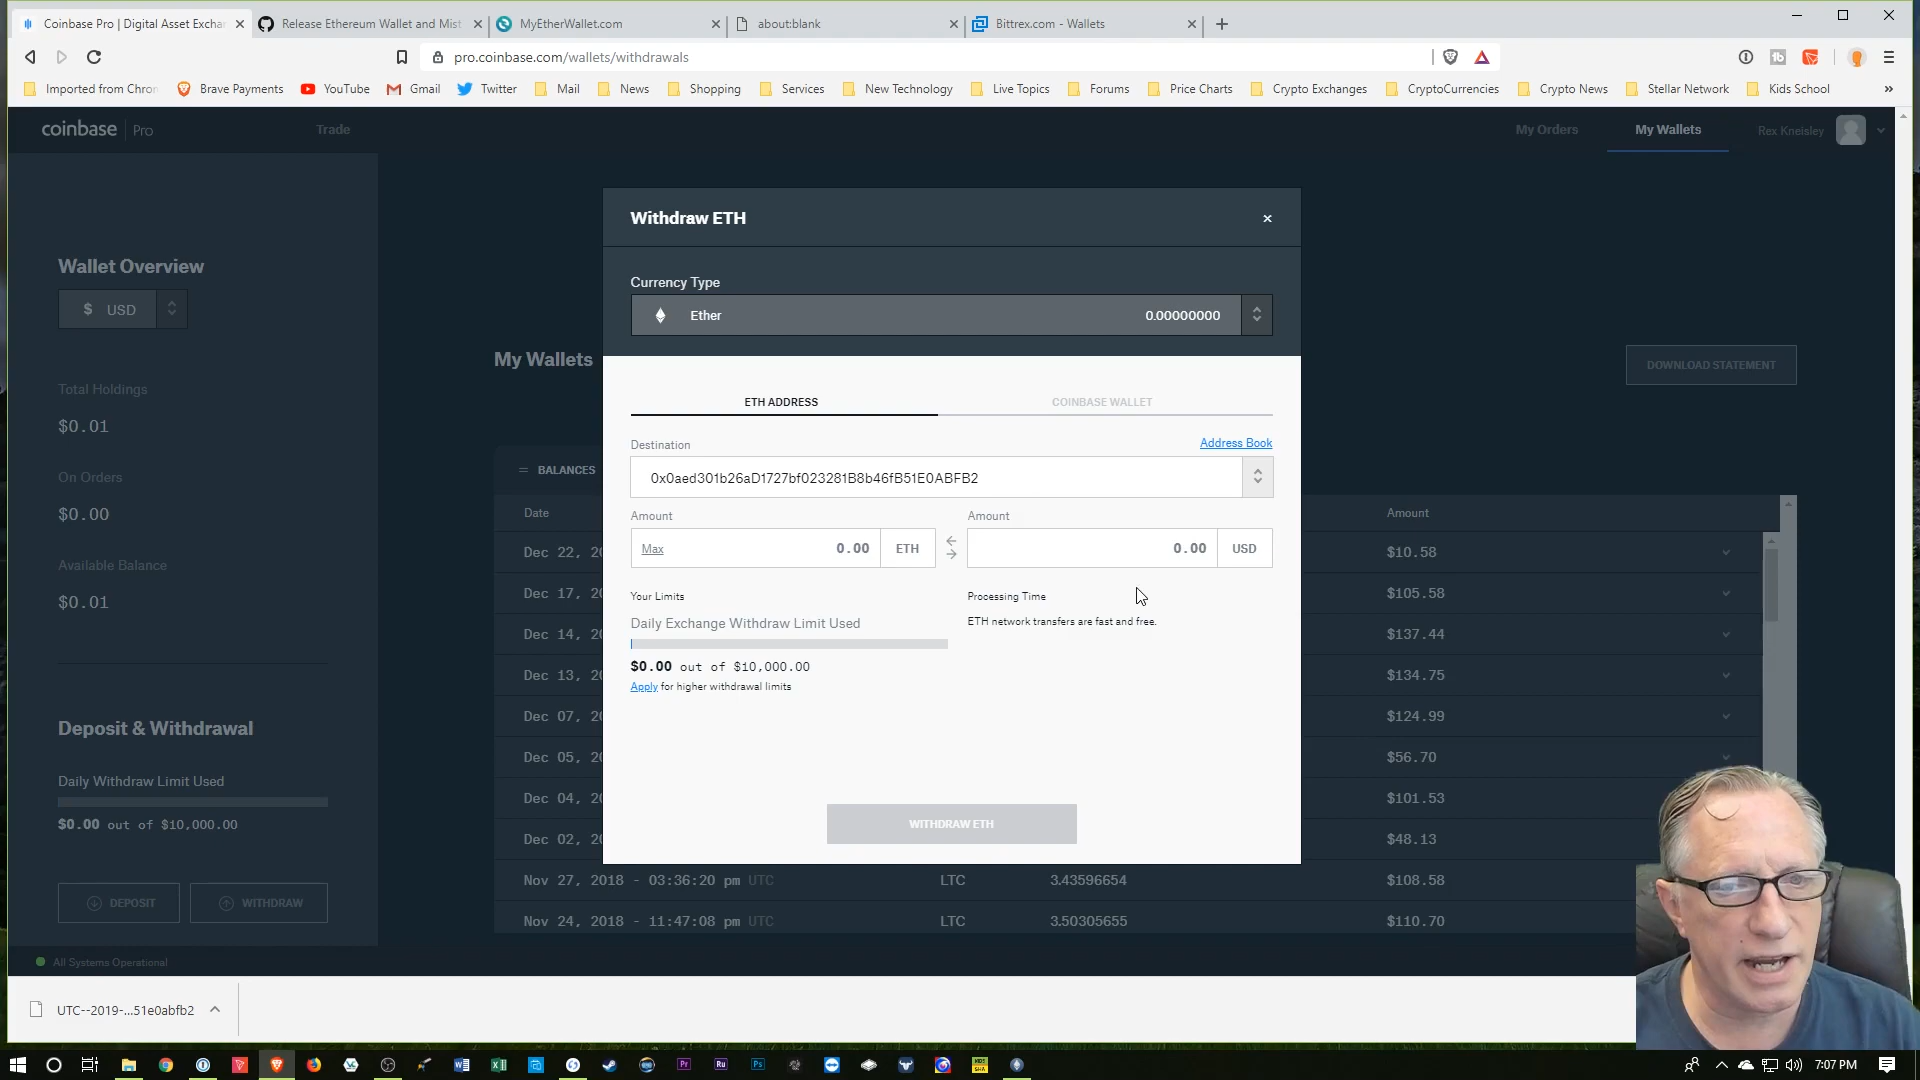 Coinbase Pro | Digital Asset Exchar
Release Ethereum Wallet and Mist
MyEtherWallet.com
about:blank
Bittrex.com - Wallets
pro.coinbase.com/wallets/withdrawals
Imported from Chron
Brave Payments
YouTube
Gmail
Twitter
Mail
News
Shopping
Services
New Technology
Live Topics
Forums
Price Charts
Crypto Exchanges
CryptoCurrencies
Crypto News
Stellar Network
Kids School
coinbase Pro
Trade
My Orders
My Wallets
Rex Kneisley
Wallet Overview
$ USD
Total Holdings
$0.01
On Orders
$0.00
Available Balance
$0.01
Deposit & Withdrawal
Daily Withdraw Limit Used
$0.00 out of $10,000.00
DEPOSIT
WITHDRAW
All Systems Operational
My Wallets
DOWNLOAD STATEMENT
BALANCES
Date
Amount
Dec 22, 20
$10.58
Dec 17, 20
$105.58
Dec 14, 20
$137.44
Dec 13, 20
$134.75
Dec 07, 20
$124.99
Dec 05, 20
$56.70
Dec 04, 20
$101.53
Dec 02, 20
$48.13
Nov 27, 2018 - 03:36:20 pm UTC LTC 3.43596654 $108.58
Nov 24, 2018 - 11:47:08 pm UTC LTC 3.50305655 $110.70
Withdraw ETH
×
Currency Type
Ether 0.00000000
ETH ADDRESS
COINBASE WALLET
Destination
Address Book
0x0aed301b26aD1727bf023281B8b46fB51E0ABFB2
Amount
Max 0.00 ETH
Amount
0.00 USD
Your Limits
Daily Exchange Withdraw Limit Used
$0.00 out of $10,000.00
Apply for higher withdrawal limits
Processing Time
ETH network transfers are fast and free.
WITHDRAW ETH
UTC--2019-...51e0abfb2
7:07 PM